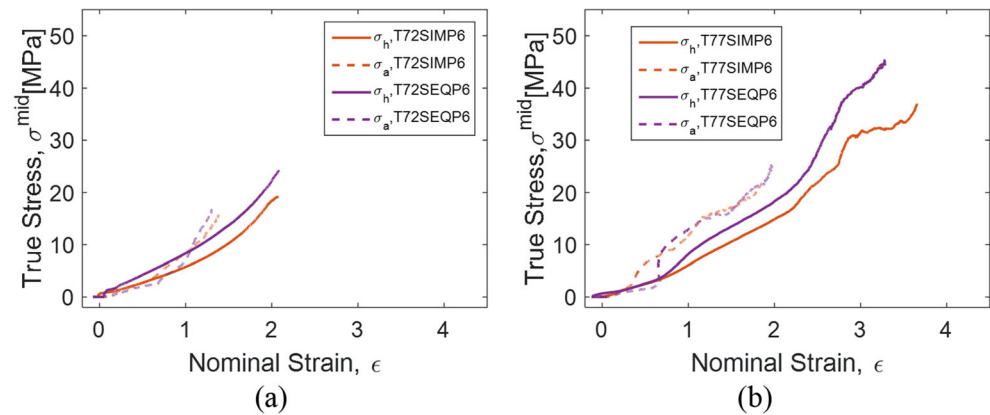 True Stress, σ^mid[MPa]
50
40
30
20
10
0
0 1 2 3 4
Nominal Strain, ϵ
σ_h,T72SIMP6
σ_a,T72SIMP6
σ_h,T72SEQP6
σ_a,T72SEQP6
(a)
True Stress,σ^mid[MPa]
50
40
30
20
10
0
0 1 2 3 4
Nominal Strain, ϵ
σ_h,T77SIMP6
σ_a,T77SIMP6
σ_h,T77SEQP6
σ_a,T77SEQP6
(b)